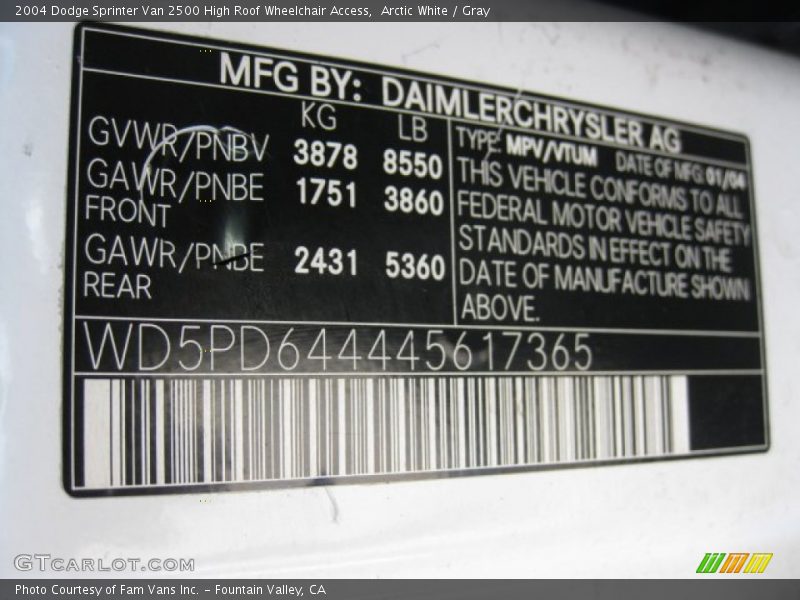 2004 Dodge Sprinter Van 2500 High Roof Wheelchair Access,  Arctic White / Gray
MFG BY: DAIMLERCHRYSLER AG
KG LB
GVWR/PNBV 3878 8550
GAWR/PNBE 1751 3860
FRONT
GAWR/PNBE 2431 5360
REAR
TYPE: MPV/VTUM DATE OF MFG: 01/04
THIS VEHICLE CONFORMS TO ALL
FEDERAL MOTOR VEHICLE SAFETY
STANDARDS IN EFFECT ON THE
DATE OF MANUFACTURE SHOWN
ABOVE.
WD5PD644445617365
GTCARLOT.COM
Photo Courtesy of Fam Vans Inc. - Fountain Valley, CA